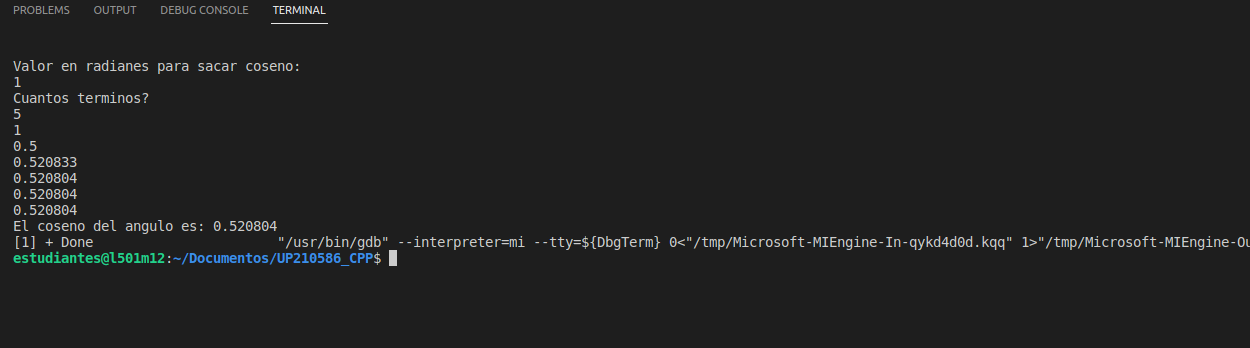 PROBLEMS OUTPUT DEBUG CONSOLE TERMINAL
Valor en radianes para sacar coseno:
1
Cuantos terminos?
5
1
0.5
0.520833
0.520804
0.520804
0.520804
El coseno del angulo es: 0.520804
[1] + Done "/usr/bin/gdb" --interpreter=mi --tty=${DbgTerm} 0<"/tmp/Microsoft-MIEngine-In-qykd4d0d.kqq" 1>"/tmp/Microsoft-MIEngine-Ou
estudiantes@l501m12:~/Documentos/UP210586_CPP$